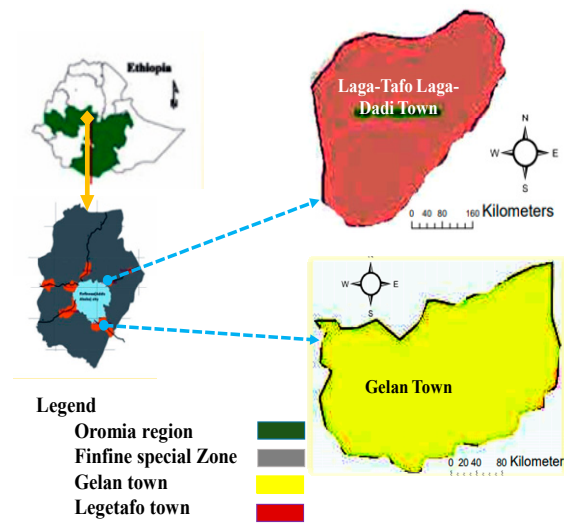 Ethiopia
Laga-Tafo Laga-
Dadi Town
N
W E
S
0 40 80 160 Kilometers
N
W E
S
Gelan Town
0 20 40 80 Kilometer
Legend
Oromia region
Finfine special Zone
Gelan town
Legetafo town